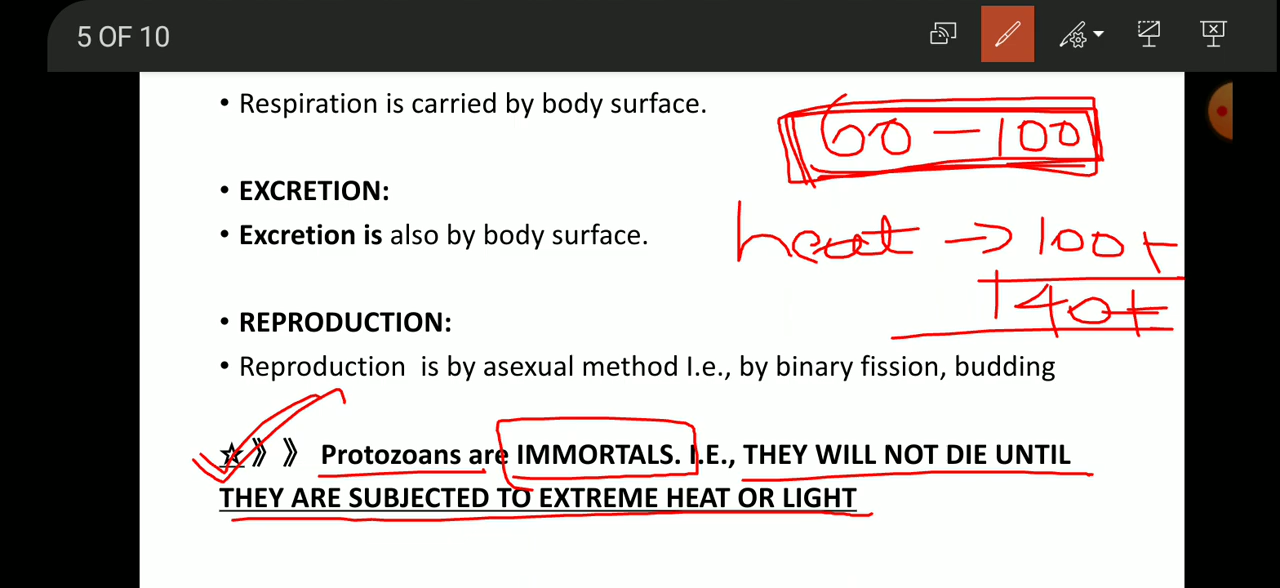 5 OF 10
• Respiration is carried by body surface.
60 - 100
• EXCRETION:
• Excretion is also by body surface.
heat → 100+
140+
• REPRODUCTION:
• Reproduction is by asexual method I.e., by binary fission, budding
☆》》 Protozoans are IMMORTALS. I.E., THEY WILL NOT DIE UNTIL
THEY ARE SUBJECTED TO EXTREME HEAT OR LIGHT